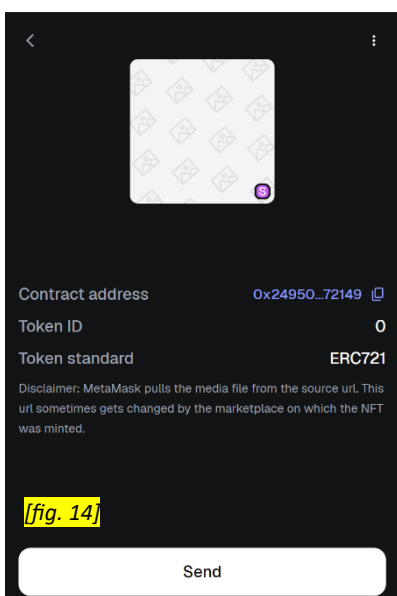 S
Contract address 0x24950...72149
Token ID 0
Token standard ERC721
Disclaimer: MetaMask pulls the media file from the source url. This
url sometimes gets changed by the marketplace on which the NFT
was minted.
[fig. 14]
Send